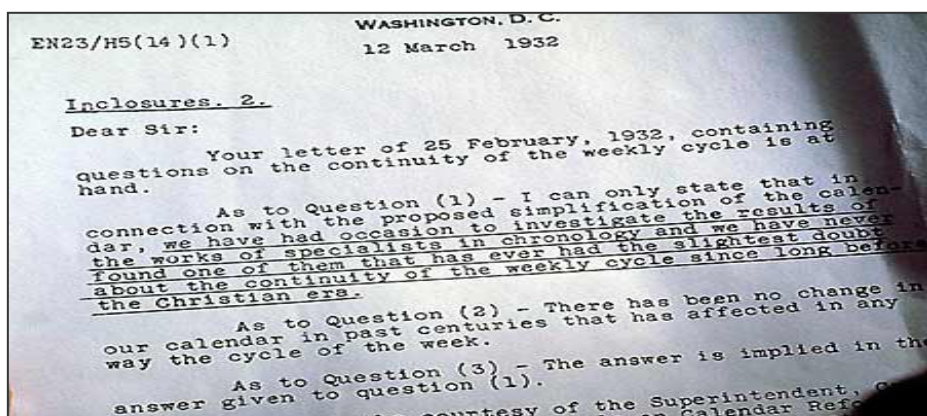 WASHINGTON, D. C.
EN23/H5(14)(1)
12 March 1932
Inclosures. 2.
Dear Sir:
Your letter of 25 February, 1932, containing
questions on the continuity of the weekly cycle is at
hand.
As to Question (1) - I can only state that in
connection with the proposed simplification of the calen-
dar, we have had occasion to investigate the results of
the works of specialists in chronology and we have never
found one of them that has ever had the slightest doubt
about the continuity of the weekly cycle since long before
the Christian era.
As to Question (2) - There has been no change in
our calendar in past centuries that has affected in any
way the cycle of the week.
As to Question (3) - The answer is implied in the
answer given to question (1).
courtesy of the Superintendent,
Calendar